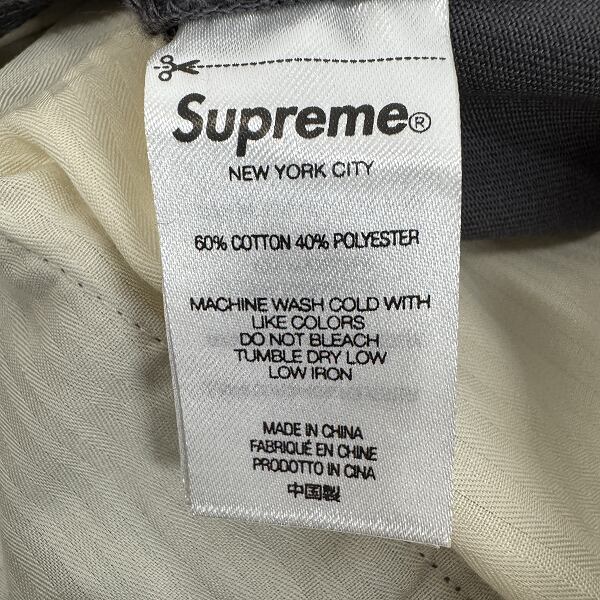 Supreme®
NEW YORK CITY
60% COTTON 40% POLYESTER
MACHINE WASH COLD WITH
LIKE COLORS
DO NOT BLEACH
TUMBLE DRY LOW
LOW IRON
MADE IN CHINA
FABRIQUÉ EN CHINE
PRODOTTO IN CINA
中国製